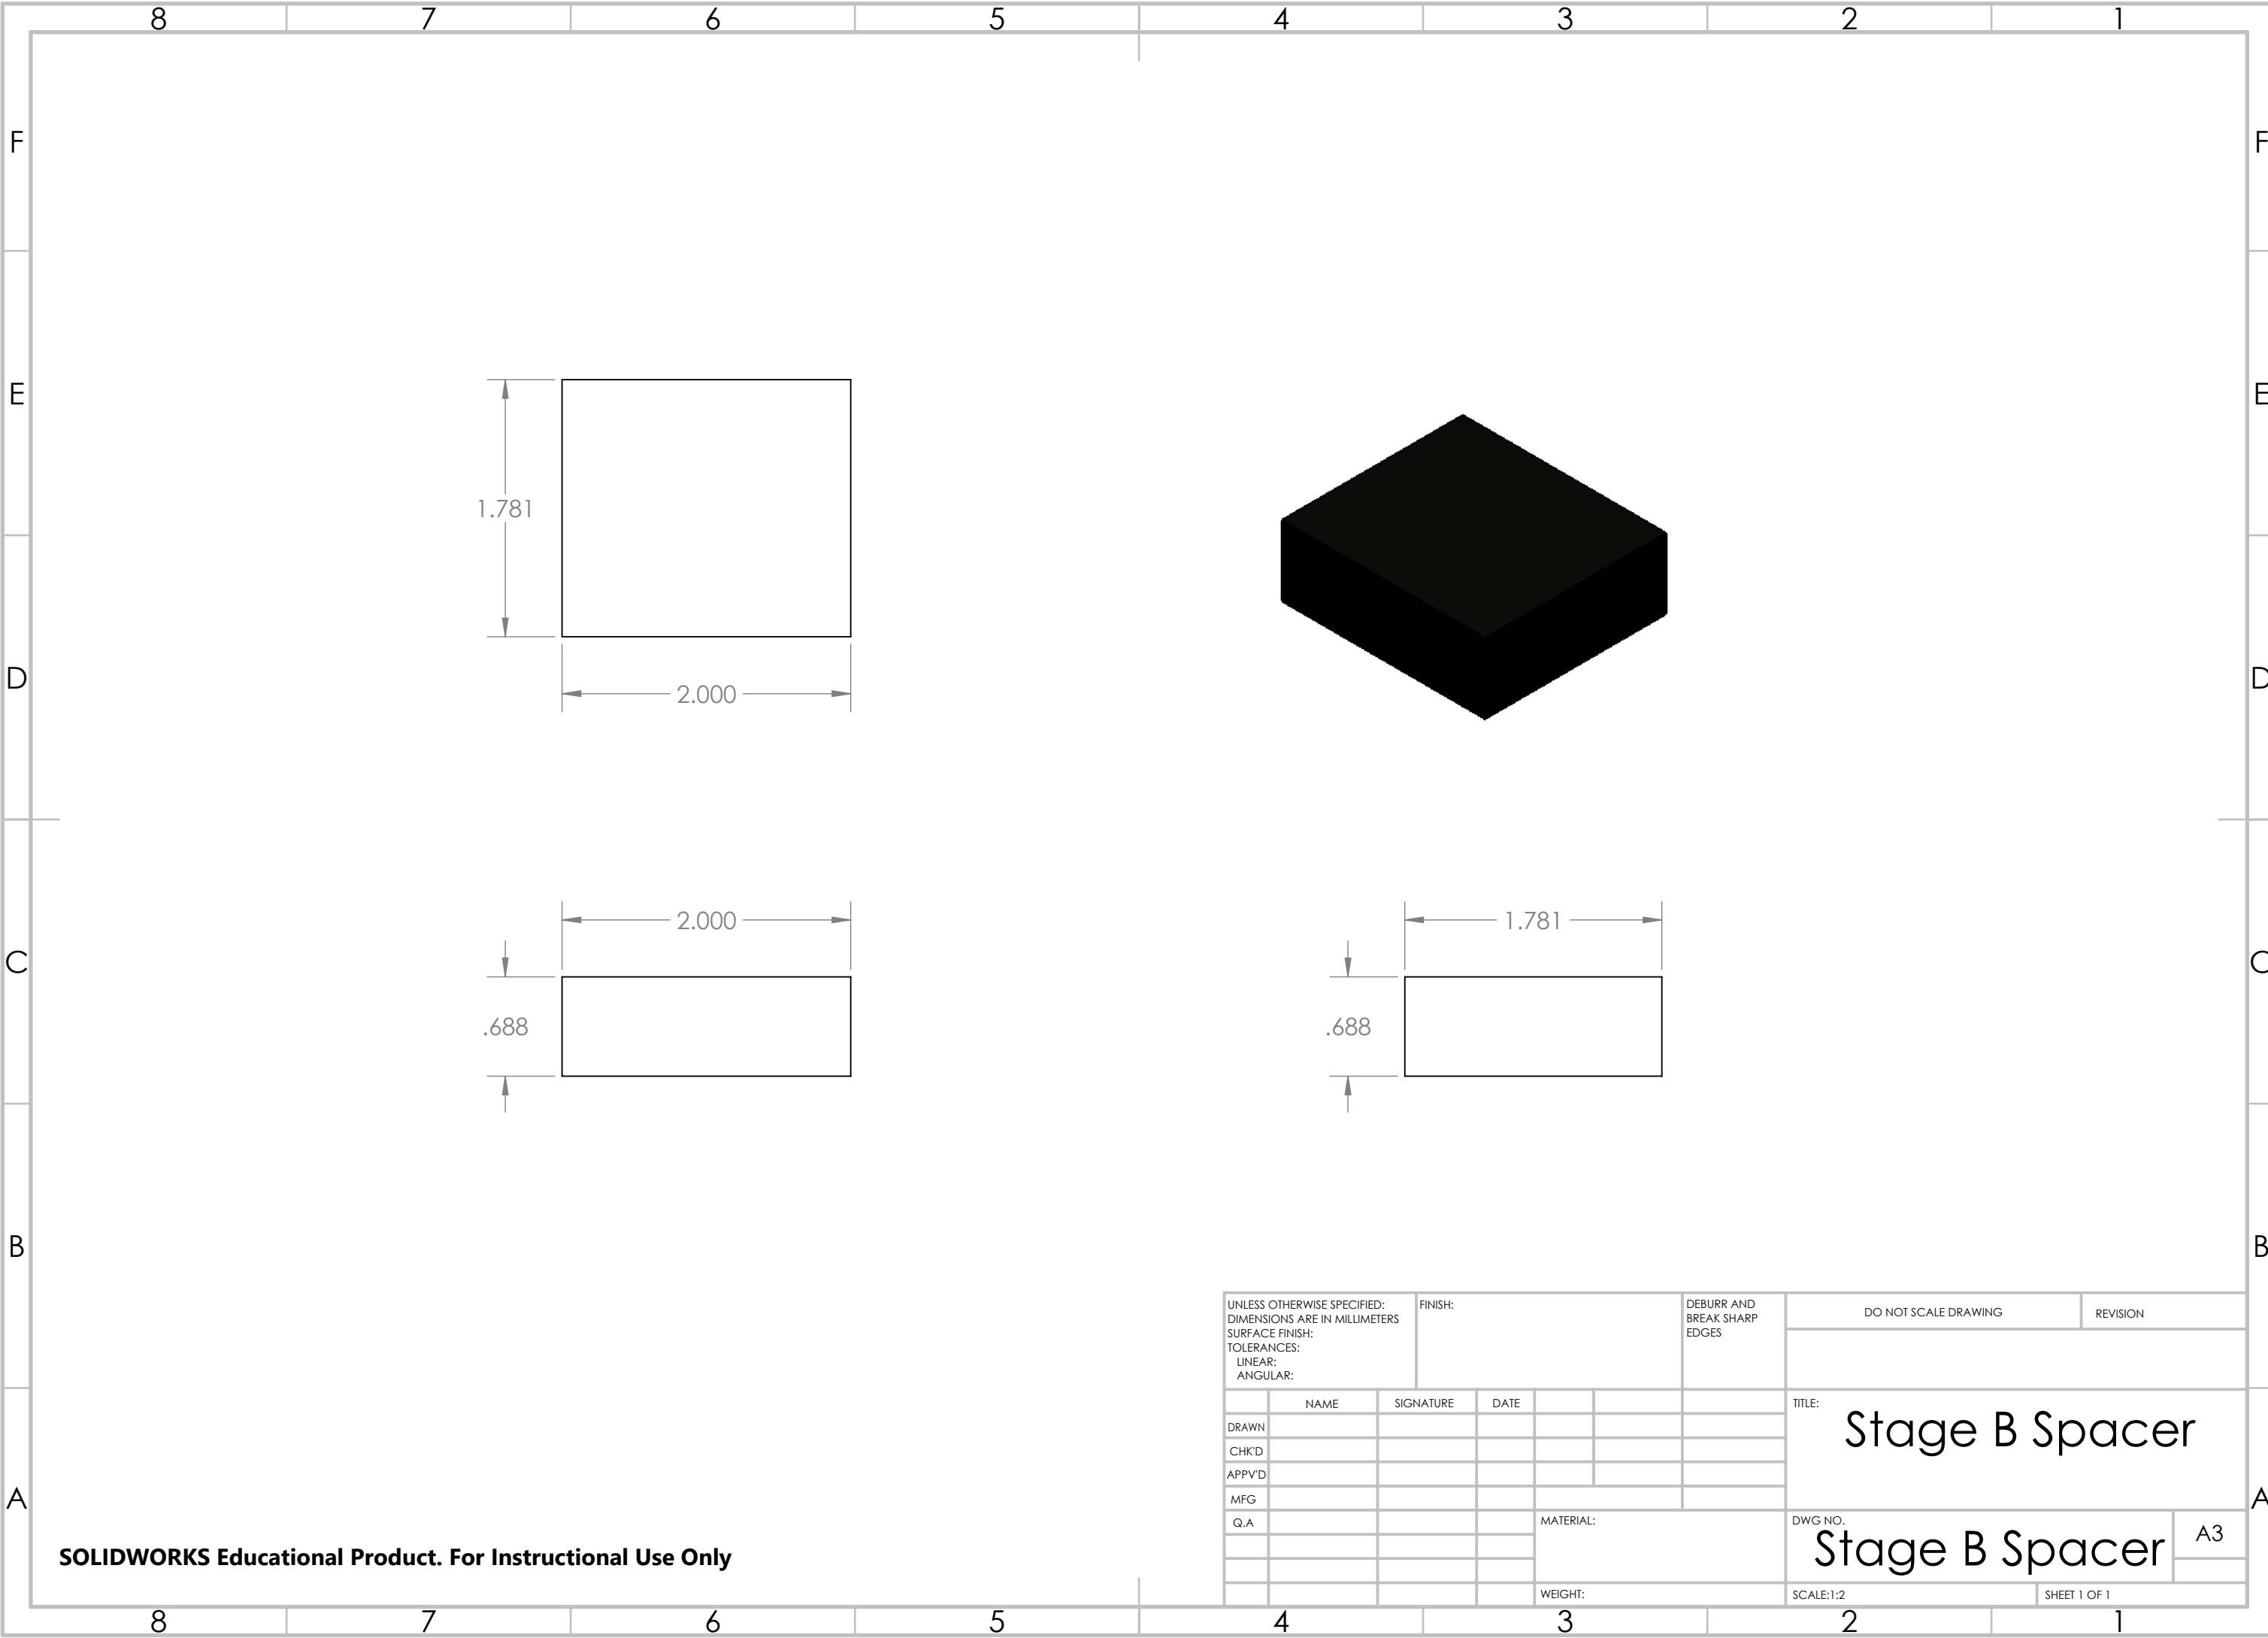 8 7 6 5 4 3 2 1
F F
E E
1.781
D D
2.000
2.000 1.781
C C
.688 .688
B B
UNLESS OTHERWISE SPECIFIED:
DIMENSIONS ARE IN MILLIMETERS
SURFACE FINISH:
TOLERANCES:
LINEAR:
ANGULAR:
FINISH:
DEBURR AND
BREAK SHARP
EDGES
DO NOT SCALE DRAWING
REVISION
NAME SIGNATURE DATE
DRAWN
CHK'D
APPV'D
MFG
Q.A
TITLE:
Stage B Spacer
A A
MATERIAL:
DWG NO.
Stage B Spacer
A3
WEIGHT:
SCALE:1:2
SHEET 1 OF 1
SOLIDWORKS Educational Product. For Instructional Use Only
8 7 6 5 4 3 2 1